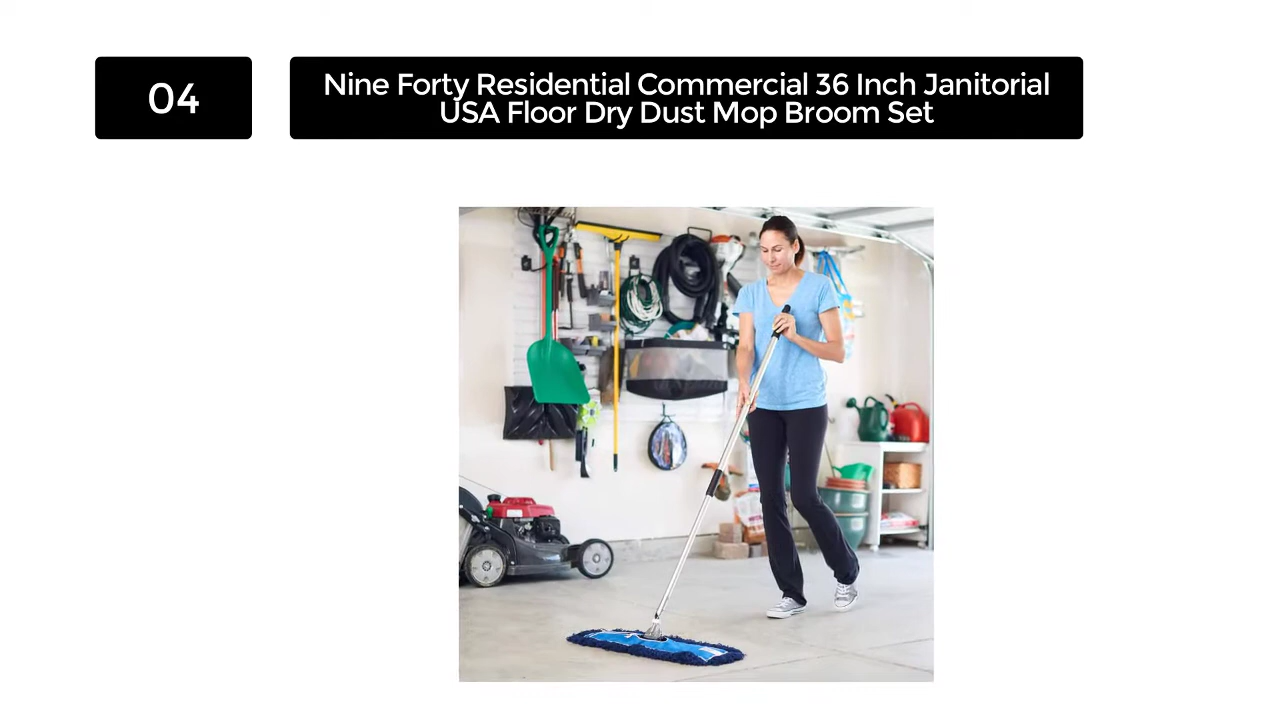 04
Nine Forty Residential Commercial 36 Inch Janitorial
USA Floor Dry Dust Mop Broom Set